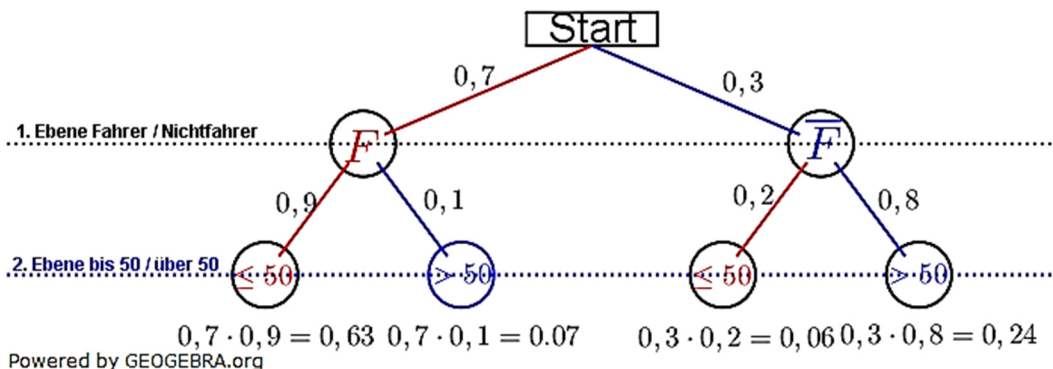 Start
0,7 0,3
1. Ebene Fahrer / Nichtfahrer
F F̅
0,9 0,1 0,2 0,8
2. Ebene bis 50 / über 50
≤ 50 > 50 ≤ 50 > 50
0,7 · 0,9 = 0,63 0,7 · 0,1 = 0.07 0,3 · 0,2 = 0,06 0,3 · 0,8 = 0,24
Powered by GEOGEBRA.org